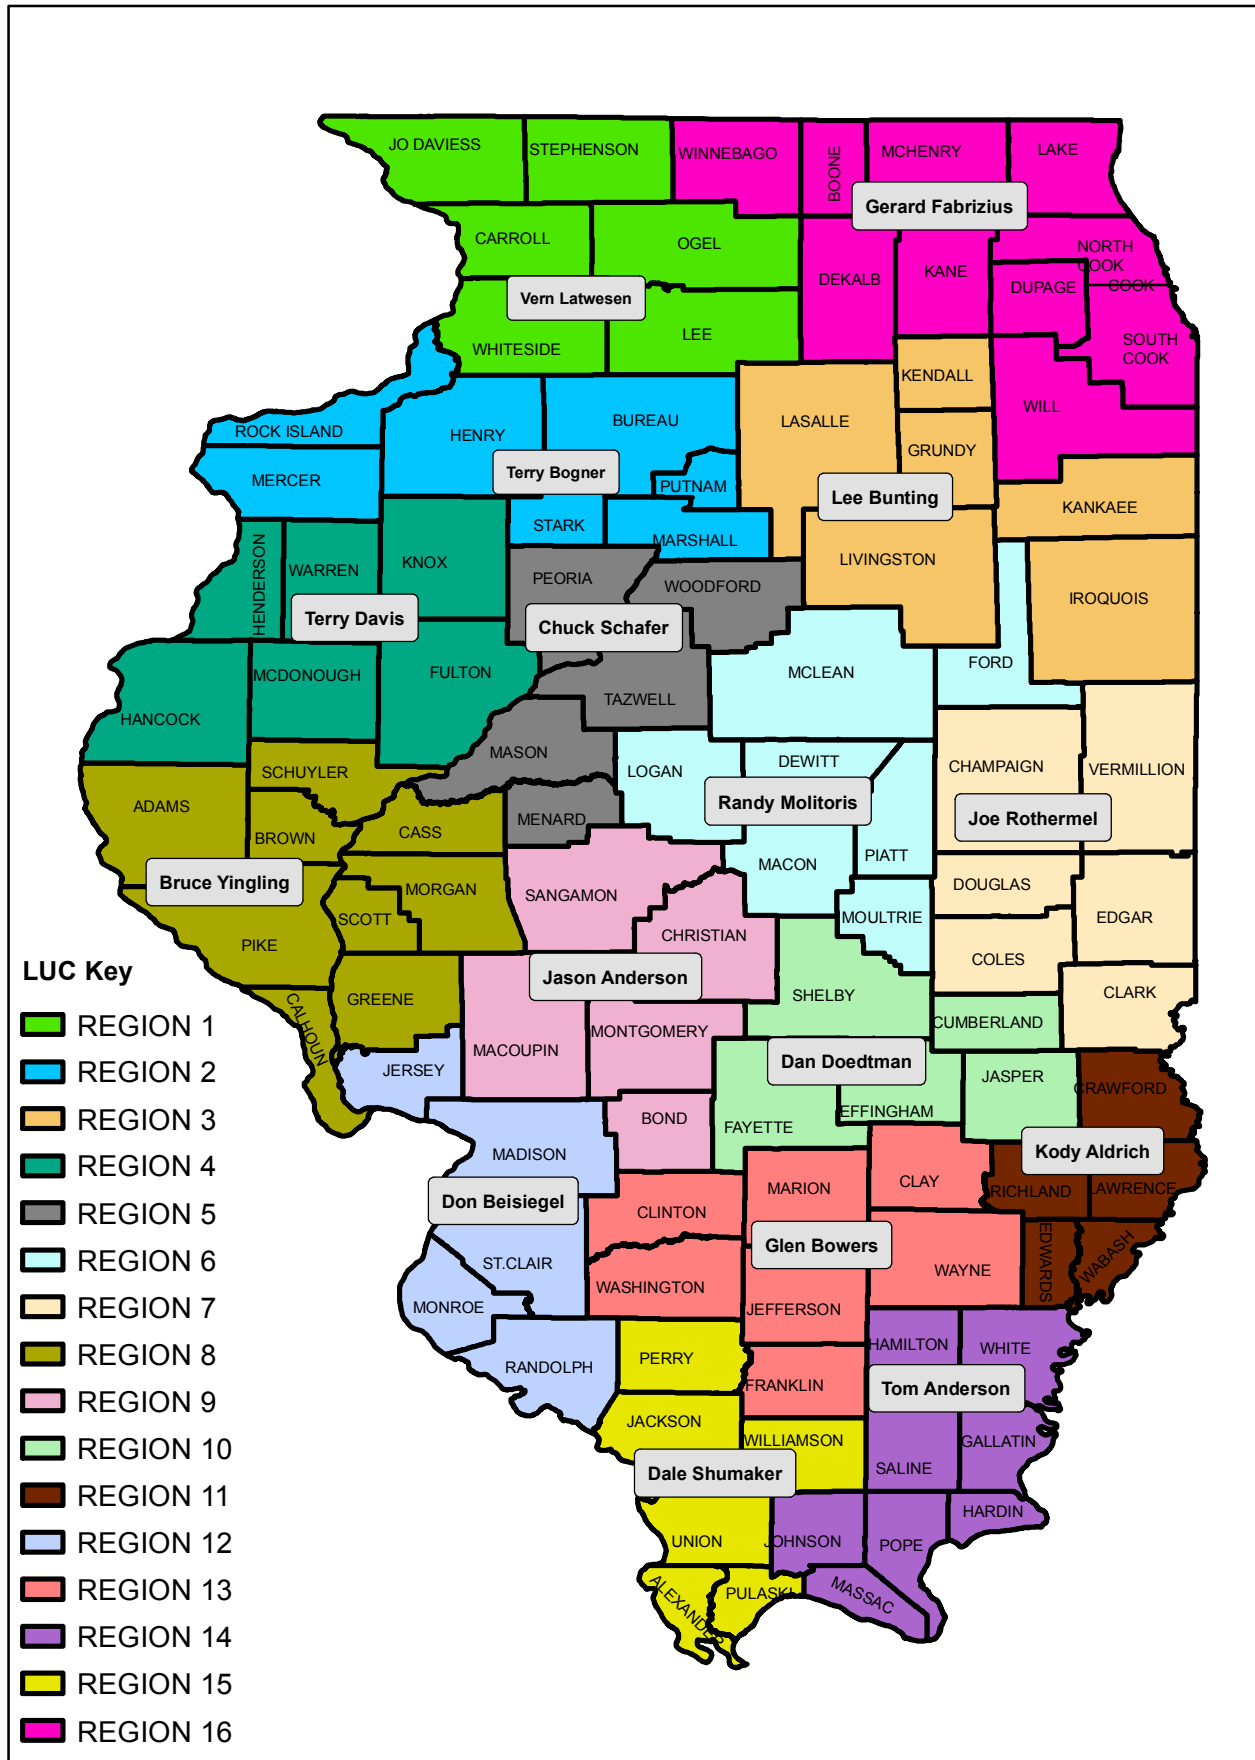 JO DAVIESS
STEPHENSON
WINNEBAGO
BOONE
MCHENRY
LAKE
Gerard Fabrizius
CARROLL
OGEL
DEKALB
KANE
NORTH
COOK
COOK
DUPAGE
Vern Latwesen
WHITESIDE
LEE
SOUTH
COOK
KENDALL
WILL
ROCK ISLAND
HENRY
BUREAU
LASALLE
GRUNDY
MERCER
Terry Bogner
PUTNAM
Lee Bunting
KANKAEE
STARK
MARSHALL
HENDERSON
WARREN
KNOX
PEORIA
WOODFORD
LIVINGSTON
IROQUOIS
Terry Davis
Chuck Schafer
FORD
MCDONOUGH
FULTON
MCLEAN
TAZWELL
HANCOCK
MASON
SCHUYLER
LOGAN
DEWITT
CHAMPAIGN
VERMILLION
ADAMS
Randy Molitoris
Joe Rothermel
BROWN
CASS
MENARD
MACON
PIATT
Bruce Yingling
MORGAN
SANGAMON
DOUGLAS
SCOTT
MOULTRIE
EDGAR
PIKE
CHRISTIAN
COLES
Jason Anderson
SHELBY
CLARK
GREENE
CALHOUN
CUMBERLAND
MACOUPIN
MONTGOMERY
JERSEY
Dan Doedtman
JASPER
CRAWFORD
EFFINGHAM
BOND
FAYETTE
MADISON
Kody Aldrich
CLAY
MARION
RICHLAND
LAWRENCE
Don Beisiegel
CLINTON
Glen Bowers
ST.CLAIR
WASHINGTON
WAYNE
EDWARDS
WABASH
MONROE
JEFFERSON
RANDOLPH
PERRY
HAMILTON
WHITE
FRANKLIN
Tom Anderson
JACKSON
WILLIAMSON
GALLATIN
Dale Shumaker
SALINE
HARDIN
UNION
JOHNSON
POPE
ALEXANDER
PULASKI
MASSAC
LUC Key
REGION 1
REGION 2
REGION 3
REGION 4
REGION 5
REGION 6
REGION 7
REGION 8
REGION 9
REGION 10
REGION 11
REGION 12
REGION 13
REGION 14
REGION 15
REGION 16